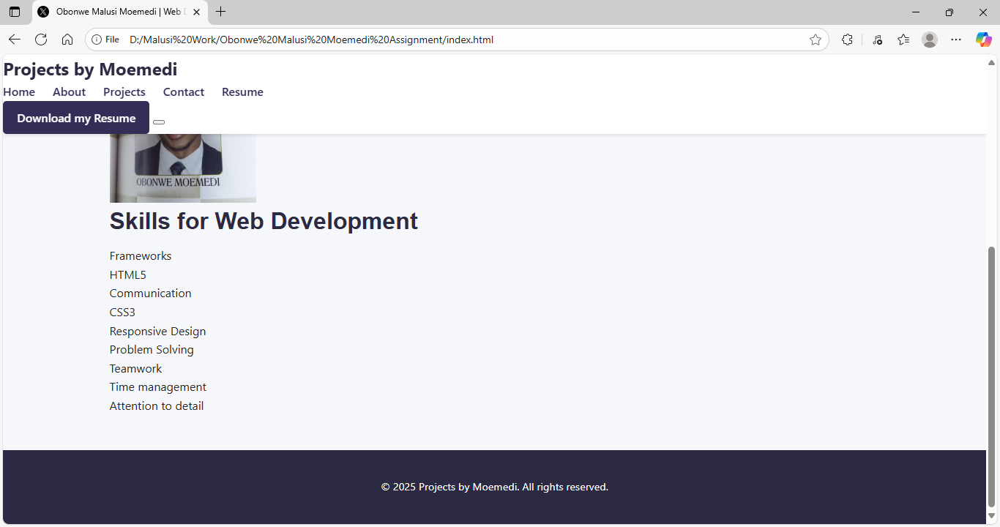 Obonwe Malusi Moemedi | Web
File D:/Malusi%20Work/Obonwe%20Malusi%20Moemedi%20Assignment/index.html
Projects by Moemedi
Home About Projects Contact Resume
Download my Resume
OBONWE MOEMEDI
Skills for Web Development
Frameworks
HTML5
Communication
CSS3
Responsive Design
Problem Solving
Teamwork
Time management
Attention to detail
© 2025 Projects by Moemedi. All rights reserved.